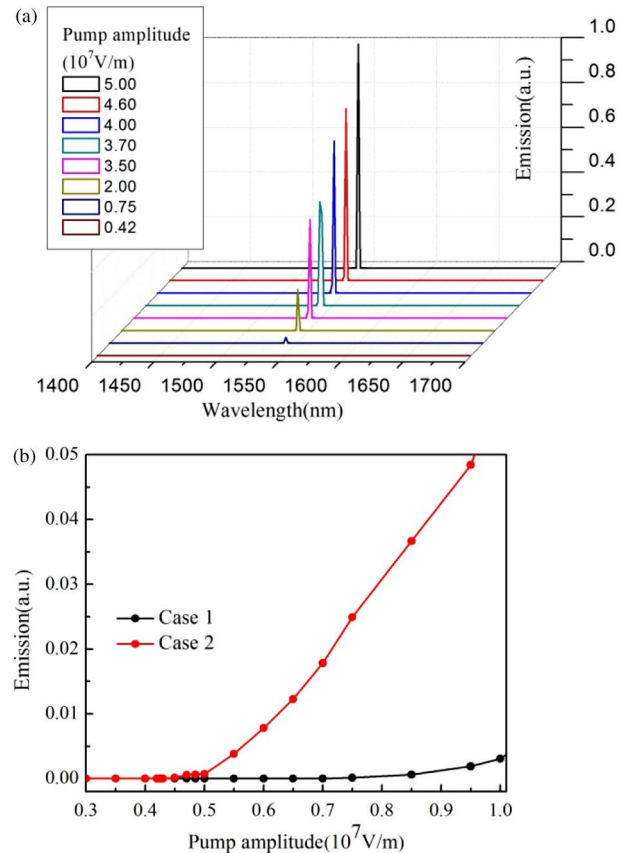 (a)
Pump amplitude
(10⁷V/m)
5.00
4.60
4.00
3.70
3.50
2.00
0.75
0.42
1.0
0.8
0.6
0.4
0.2
0.0
Emission(a.u.)
1400
1450
1500
1550
1600
1650
1700
Wavelength(nm)
(b)
0.05
0.04
0.03
0.02
0.01
0.00
Emission(a.u.)
Case 1
Case 2
0.3 0.4 0.5 0.6 0.7 0.8 0.9 1.0
Pump amplitude(10⁷V/m)